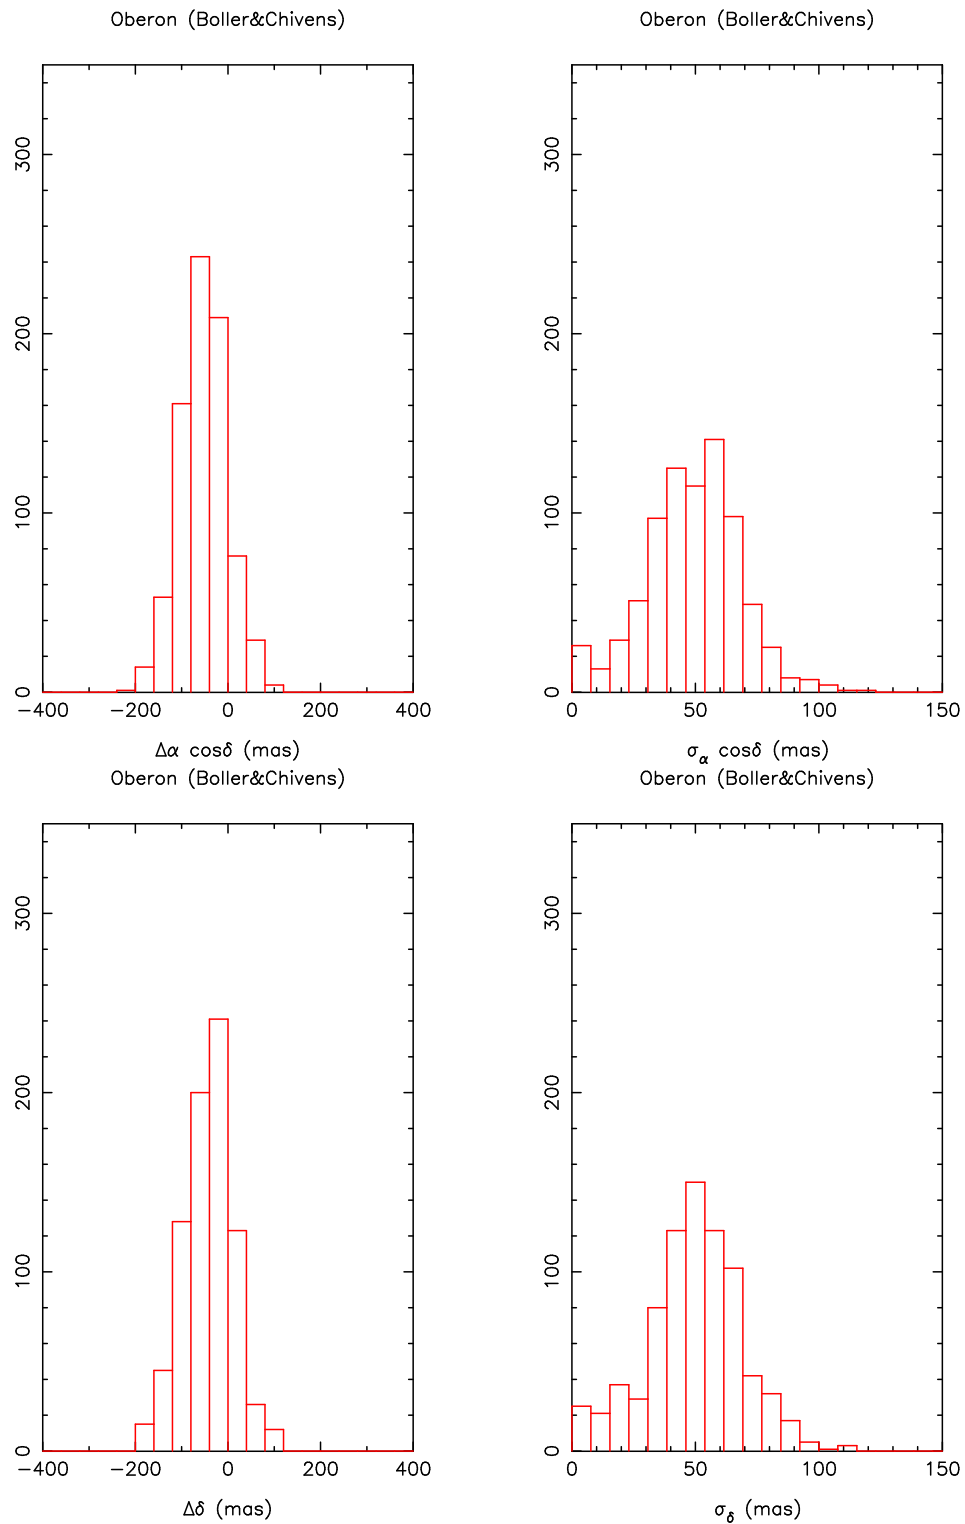 Oberon (Boller&Chivens)
300
200
100
0
−400 −200 0 200 400
Δα cosδ (mas)
Oberon (Boller&Chivens)
300
200
100
0
0 50 100 150
σα cosδ (mas)
Oberon (Boller&Chivens)
300
200
100
0
−400 −200 0 200 400
Δδ (mas)
Oberon (Boller&Chivens)
300
200
100
0
0 50 100 150
σδ (mas)